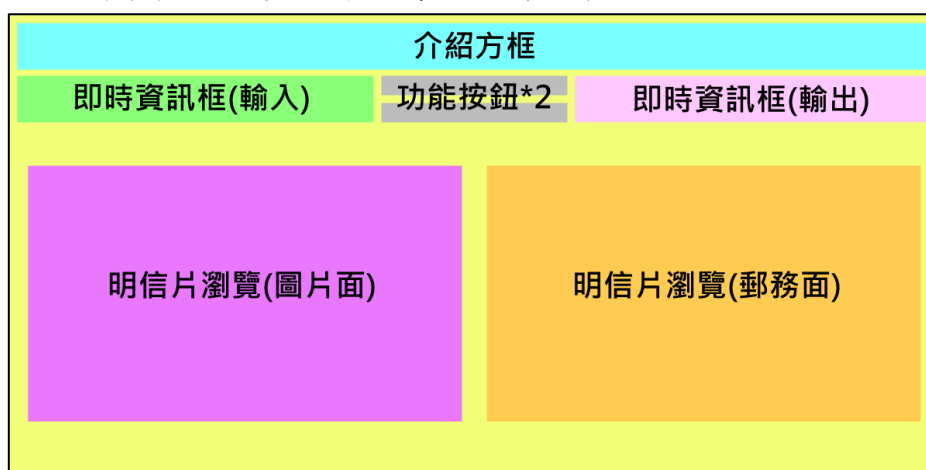 介紹方框
即時資訊框(輸入)
功能按鈕*2
即時資訊框(輸出)
明信片瀏覽(圖片面)
明信片瀏覽(郵務面)